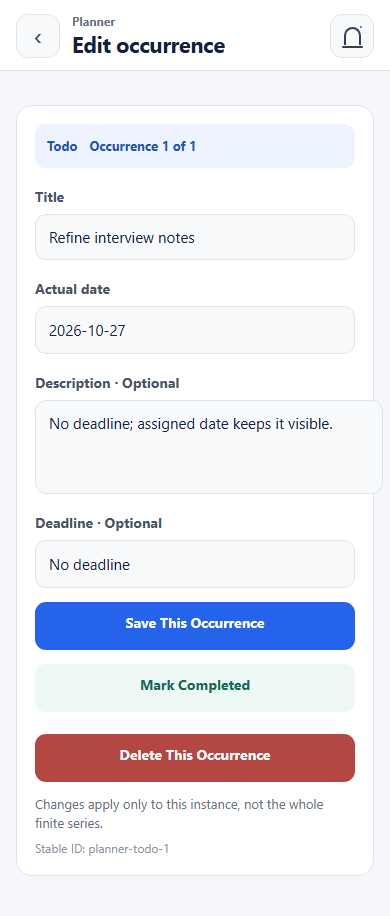 Planner
Edit occurrence
Todo Occurrence 1 of 1
Title
Refine interview notes
Actual date
2026-10-27
Description · Optional
No deadline; assigned date keeps it visible.
Deadline · Optional
No deadline
Save This Occurrence
Mark Completed
Delete This Occurrence
Changes apply only to this instance, not the whole
finite series.
Stable ID: planner-todo-1